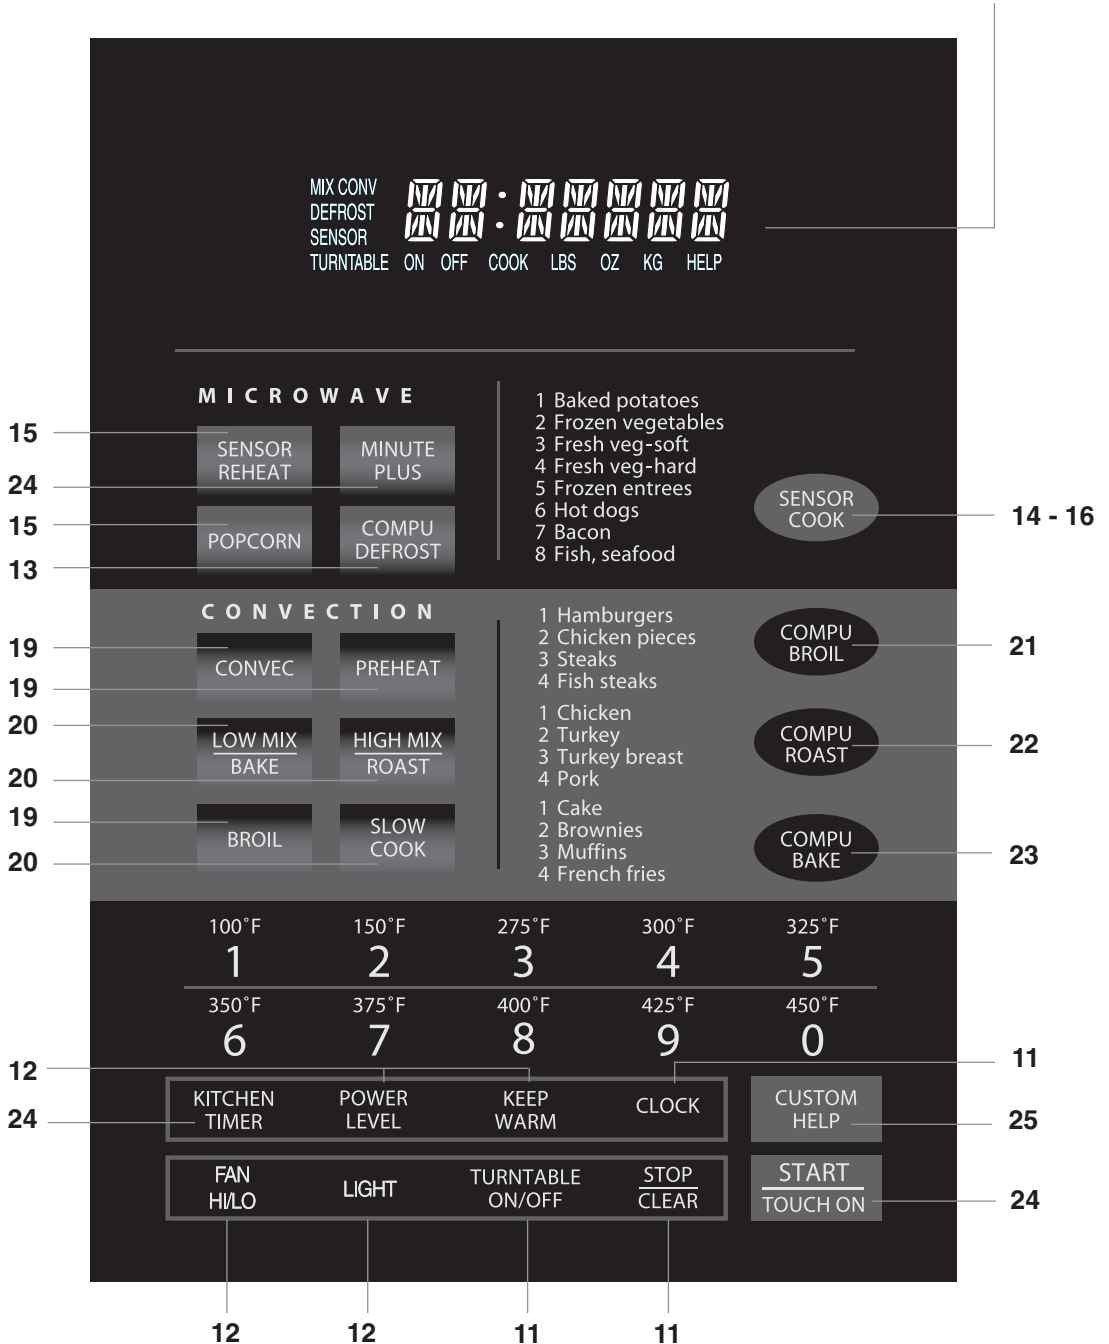 MIX CONV
DEFROST
SENSOR
TURNTABLE ON OFF COOK LBS OZ KG HELP
MICROWAVE
15
SENSOR
REHEAT
MINUTE
PLUS
24
15
POPCORN
COMPU
DEFROST
13
1 Baked potatoes
2 Frozen vegetables
3 Fresh veg-soft
4 Fresh veg-hard
5 Frozen entrees
6 Hot dogs
7 Bacon
8 Fish, seafood
SENSOR
COOK
14 - 16
CONVECTION
19
CONVEC
PREHEAT
19
20
LOW MIX
BAKE
HIGH MIX
ROAST
20
19
BROIL
SLOW
COOK
20
1 Hamburgers
2 Chicken pieces
3 Steaks
4 Fish steaks
COMPU
BROIL
21
1 Chicken
2 Turkey
3 Turkey breast
4 Pork
COMPU
ROAST
22
1 Cake
2 Brownies
3 Muffins
4 French fries
COMPU
BAKE
23
100˚F 150˚F 275˚F 300˚F 325˚F
1 2 3 4 5
350˚F 375˚F 400˚F 425˚F 450˚F
6 7 8 9 0
12
11
KITCHEN
TIMER
POWER
LEVEL
KEEP
WARM
CLOCK
CUSTOM
HELP
24
25
FAN
HI/LO
LIGHT
TURNTABLE
ON/OFF
STOP
CLEAR
START
TOUCH ON
24
12 12 11 11